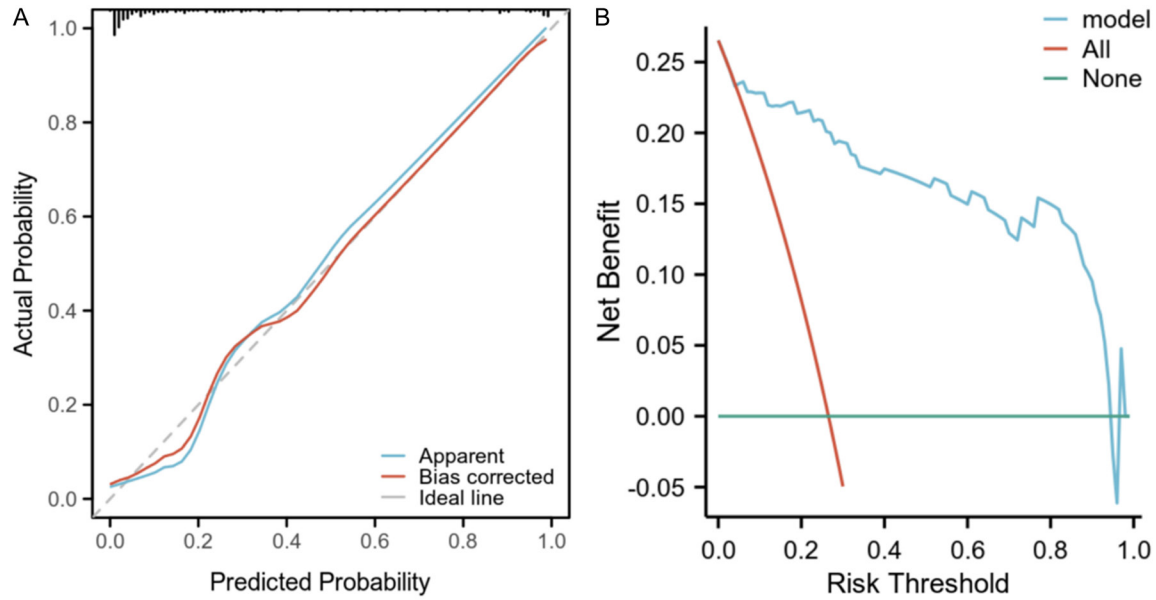 A
1.0
0.8
0.6
0.4
0.2
0.0
Actual Probability
0.0 0.2 0.4 0.6 0.8 1.0
Predicted Probability
Apparent
Bias corrected
Ideal line
B
0.25
0.20
0.15
0.10
0.05
0.00
-0.05
Net Benefit
0.0 0.2 0.4 0.6 0.8 1.0
Risk Threshold
model
All
None